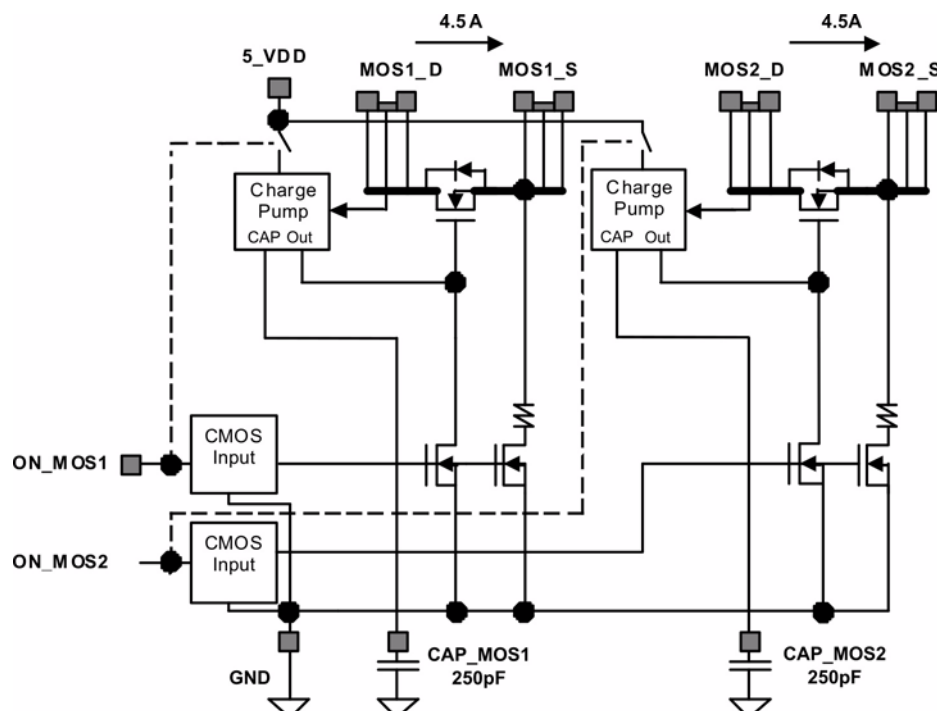 4.5A
4.5A
5_VDD
MOS1_D
MOS1_S
MOS2_D
MOS2_S
Charge
Pump
CAP Out
Charge
Pump
CAP Out
ON_MOS1
CMOS
Input
ON_MOS2
CMOS
Input
GND
CAP_MOS1
250pF
CAP_MOS2
250pF